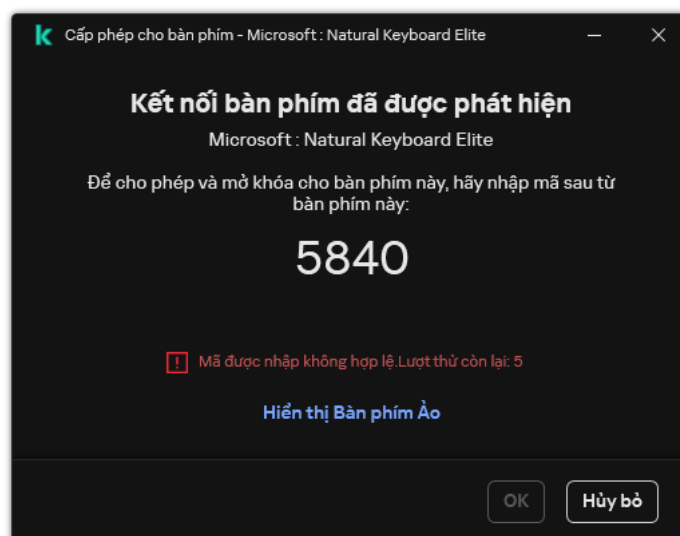 Cấp phép cho bàn phím - Microsoft : Natural Keyboard Elite
Kết nối bàn phím đã được phát hiện
Microsoft : Natural Keyboard Elite
Để cho phép và mở khóa cho bàn phím này, hãy nhập mã sau từ
bàn phím này:
5840
Mã được nhập không hợp lệ.Lượt thử còn lại: 5
Hiển thị Bàn phím Ảo
OK
Hủy bỏ